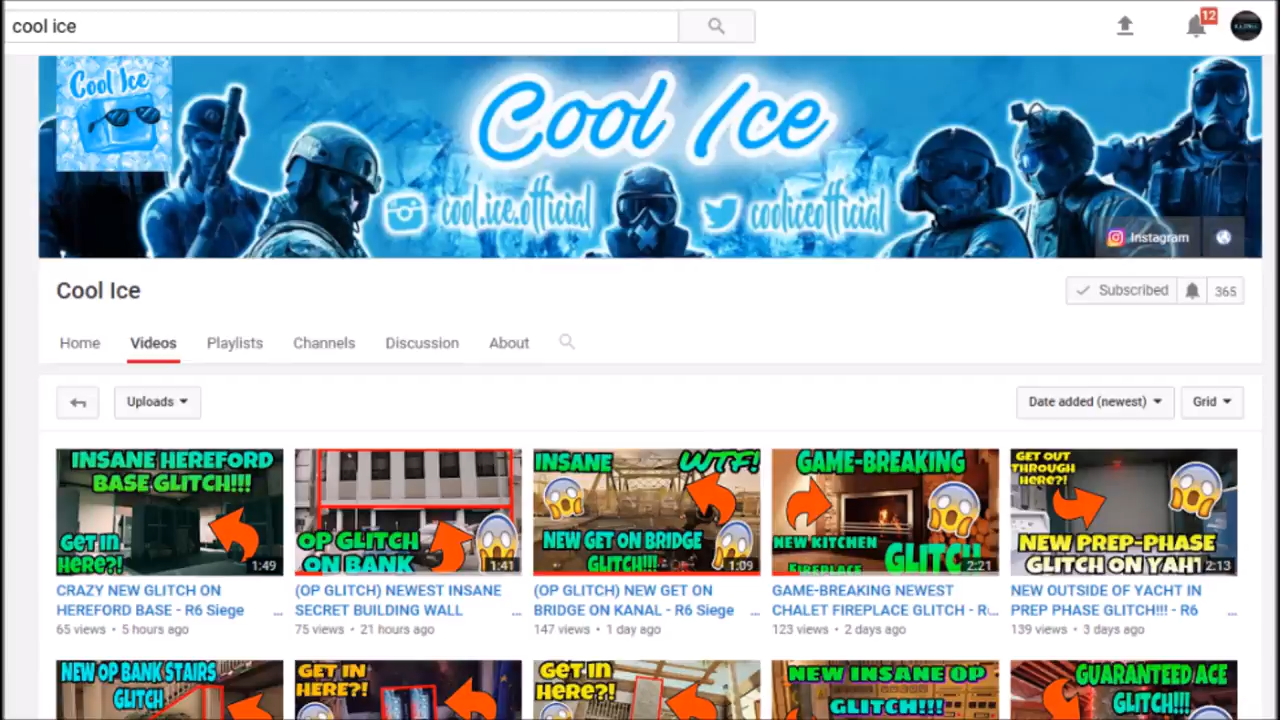 cool ice
12
Cool Ice
Cool Ice
cool.ice.official
cooliceofficial
Instagram
Cool Ice
Subscribed
365
Home
Videos
Playlists
Channels
Discussion
About
Uploads
Date added (newest)
Grid
INSANE HEREFORD
BASE GLITCH!!!
GET IN
HERE?!
1:49
OP GLITCH
ON BANK
1:41
INSANE
WTF!
NEW GET ON BRIDGE
GLITCH!!!
1:09
GAME-BREAKING
NEW KITCHEN
FIREPLACE
GLITCH
2:21
GET OUT
THROUGH
HERE?!
NEW PREP-PHASE
GLITCH ON YAH
2:13
CRAZY NEW GLITCH ON
HEREFORD BASE - R6 Siege
...
65 views • 5 hours ago
(OP GLITCH) NEWEST INSANE
SECRET BUILDING WALL
...
75 views • 21 hours ago
(OP GLITCH) NEW GET ON
BRIDGE ON KANAL - R6 Siege
...
147 views • 1 day ago
GAME-BREAKING NEWEST
CHALET FIREPLACE GLITCH - R...
123 views • 2 days ago
NEW OUTSIDE OF YACHT IN
PREP PHASE GLITCH!!! - R6
...
139 views • 3 days ago
NEW OP BANK STAIRS
GLITCH
GET IN
HERE?!
GET IN
HERE?!
NEW INSANE OP
GLITCH!!!
GUARANTEED ACE
GLITCH!!!